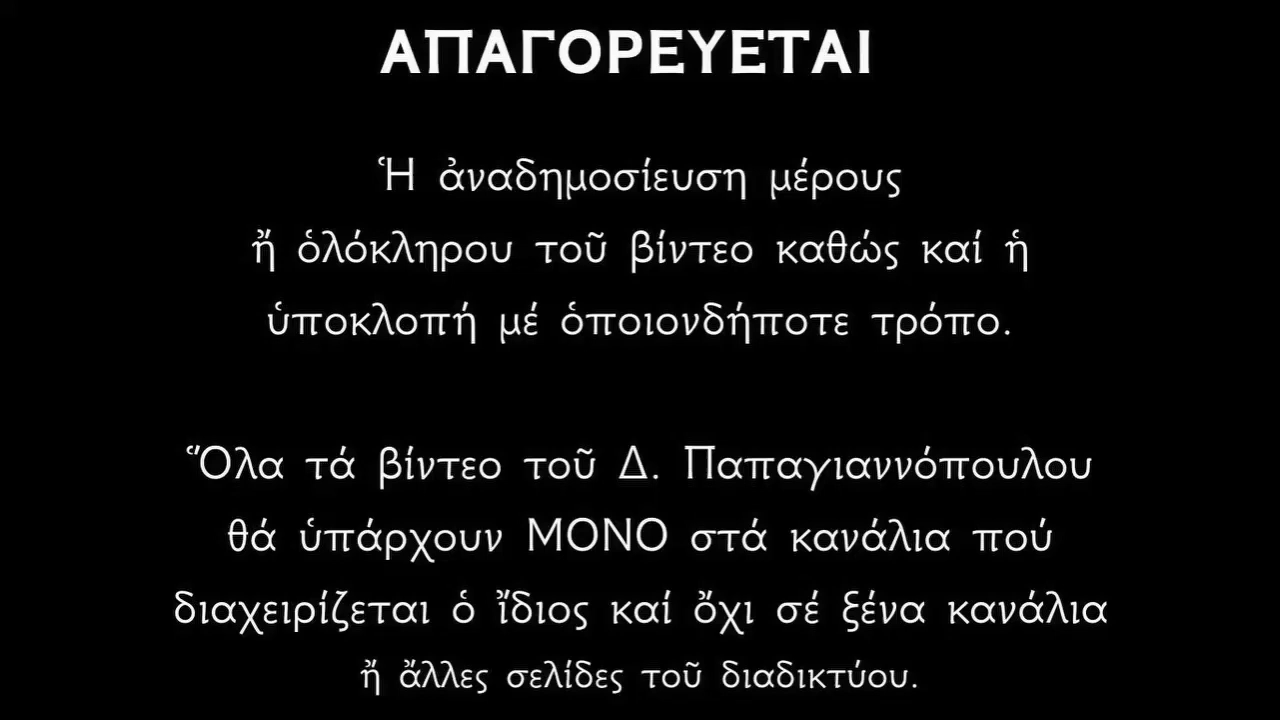 ΑΠΑΓΟΡΕΥΕΤΑΙ
Ἡ ἀναδημοσίευση μέρους
ἤ ὁλόκληρου τοῦ βίντεο καθώς καί ἡ
ὑποκλοπή μέ ὁποιονδήποτε τρόπο.
Ὅλα τά βίντεο τοῦ Δ. Παπαγιαννόπουλου
θά ὑπάρχουν ΜΟΝΟ στά κανάλια πού
διαχειρίζεται ὁ ἴδιος καί ὄχι σέ ξένα κανάλια
ἤ ἄλλες σελίδες τοῦ διαδικτύου.